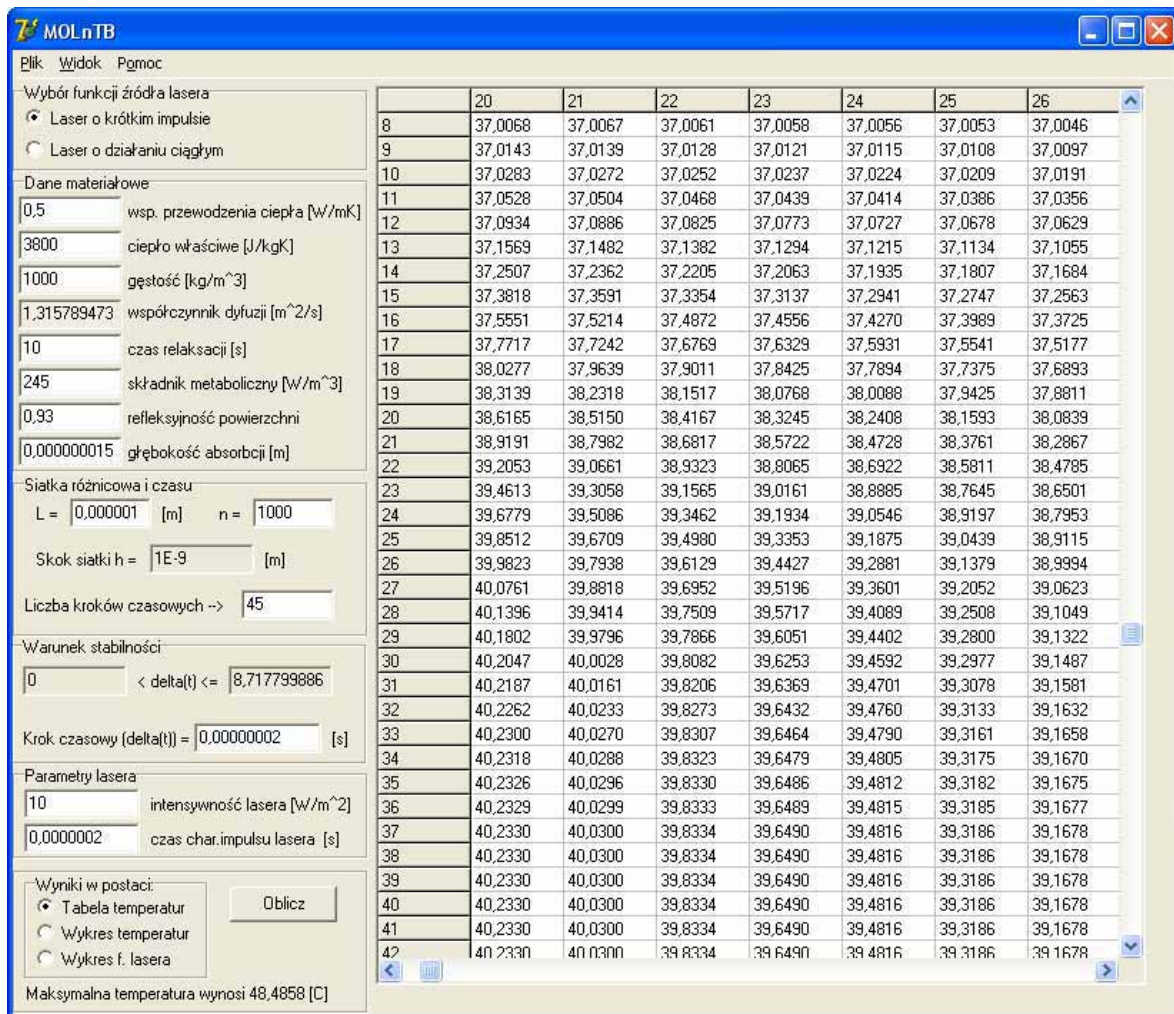 MOLnTB
Plik Widok Pomoc
Wybór funkcji źródła lasera
Laser o krótkim impulsie
Laser o działaniu ciągłym
Dane materiałowe
0,5 wsp. przewodzenia ciepła [W/mK]
3800 ciepło właściwe [J/kgK]
1000 gęstość [kg/m^3]
1,315789473 współczynnik dyfuzji [m^2/s]
10 czas relaksacji [s]
245 składnik metaboliczny [W/m^3]
0,93 refleksyjność powierzchni
0,000000015 głębokość absorbcji [m]
Siatka różnicowa i czasu
L = 0,000001 [m] n = 1000
Skok siatki h = 1E-9 [m]
Liczba kroków czasowych --> 45
Warunek stabilności
0 < delta(t) <= 8,717799886
Krok czasowy (delta(t)) = 0,00000002 [s]
Parametry lasera
10 intensywność lasera [W/m^2]
0,0000002 czas char.impulsu lasera [s]
Wyniki w postaci:
Tabela temperatur
Wykres temperatur
Wykres f. lasera
Oblicz
Maksymalna temperatura wynosi 48,4858 [C]
20 21 22 23 24 25 26
8 37,0068 37,0067 37,0061 37,0058 37,0056 37,0053 37,0046
9 37,0143 37,0139 37,0128 37,0121 37,0115 37,0108 37,0097
10 37,0283 37,0272 37,0252 37,0237 37,0224 37,0209 37,0191
11 37,0528 37,0504 37,0468 37,0439 37,0414 37,0386 37,0356
12 37,0934 37,0886 37,0825 37,0773 37,0727 37,0678 37,0629
13 37,1569 37,1482 37,1382 37,1294 37,1215 37,1134 37,1055
14 37,2507 37,2362 37,2205 37,2063 37,1935 37,1807 37,1684
15 37,3818 37,3591 37,3354 37,3137 37,2941 37,2747 37,2563
16 37,5551 37,5214 37,4872 37,4556 37,4270 37,3989 37,3725
17 37,7717 37,7242 37,6769 37,6329 37,5931 37,5541 37,5177
18 38,0277 37,9639 37,9011 37,8425 37,7894 37,7375 37,6893
19 38,3139 38,2318 38,1517 38,0768 38,0088 37,9425 37,8811
20 38,6165 38,5150 38,4167 38,3245 38,2408 38,1593 38,0839
21 38,9191 38,7982 38,6817 38,5722 38,4728 38,3761 38,2867
22 39,2053 39,0661 38,9323 38,8065 38,6922 38,5811 38,4785
23 39,4613 39,3058 39,1565 39,0161 38,8885 38,7645 38,6501
24 39,6779 39,5086 39,3462 39,1934 39,0546 38,9197 38,7953
25 39,8512 39,6709 39,4980 39,3353 39,1875 39,0439 38,9115
26 39,9823 39,7938 39,6129 39,4427 39,2881 39,1379 38,9994
27 40,0761 39,8818 39,6952 39,5196 39,3601 39,2052 39,0623
28 40,1396 39,9414 39,7509 39,5717 39,4089 39,2508 39,1049
29 40,1802 39,9796 39,7866 39,6051 39,4402 39,2800 39,1322
30 40,2047 40,0028 39,8082 39,6253 39,4592 39,2977 39,1487
31 40,2187 40,0161 39,8206 39,6369 39,4701 39,3078 39,1581
32 40,2262 40,0233 39,8273 39,6432 39,4760 39,3133 39,1632
33 40,2300 40,0270 39,8307 39,6464 39,4790 39,3161 39,1658
34 40,2318 40,0288 39,8323 39,6479 39,4805 39,3175 39,1670
35 40,2326 40,0296 39,8330 39,6486 39,4812 39,3182 39,1675
36 40,2329 40,0299 39,8333 39,6489 39,4815 39,3185 39,1677
37 40,2330 40,0300 39,8334 39,6490 39,4816 39,3186 39,1678
38 40,2330 40,0300 39,8334 39,6490 39,4816 39,3186 39,1678
39 40,2330 40,0300 39,8334 39,6490 39,4816 39,3186 39,1678
40 40,2330 40,0300 39,8334 39,6490 39,4816 39,3186 39,1678
41 40,2330 40,0300 39,8334 39,6490 39,4816 39,3186 39,1678
42 40,2330 40,0300 39,8334 39,6490 39,4816 39,3186 39,1678